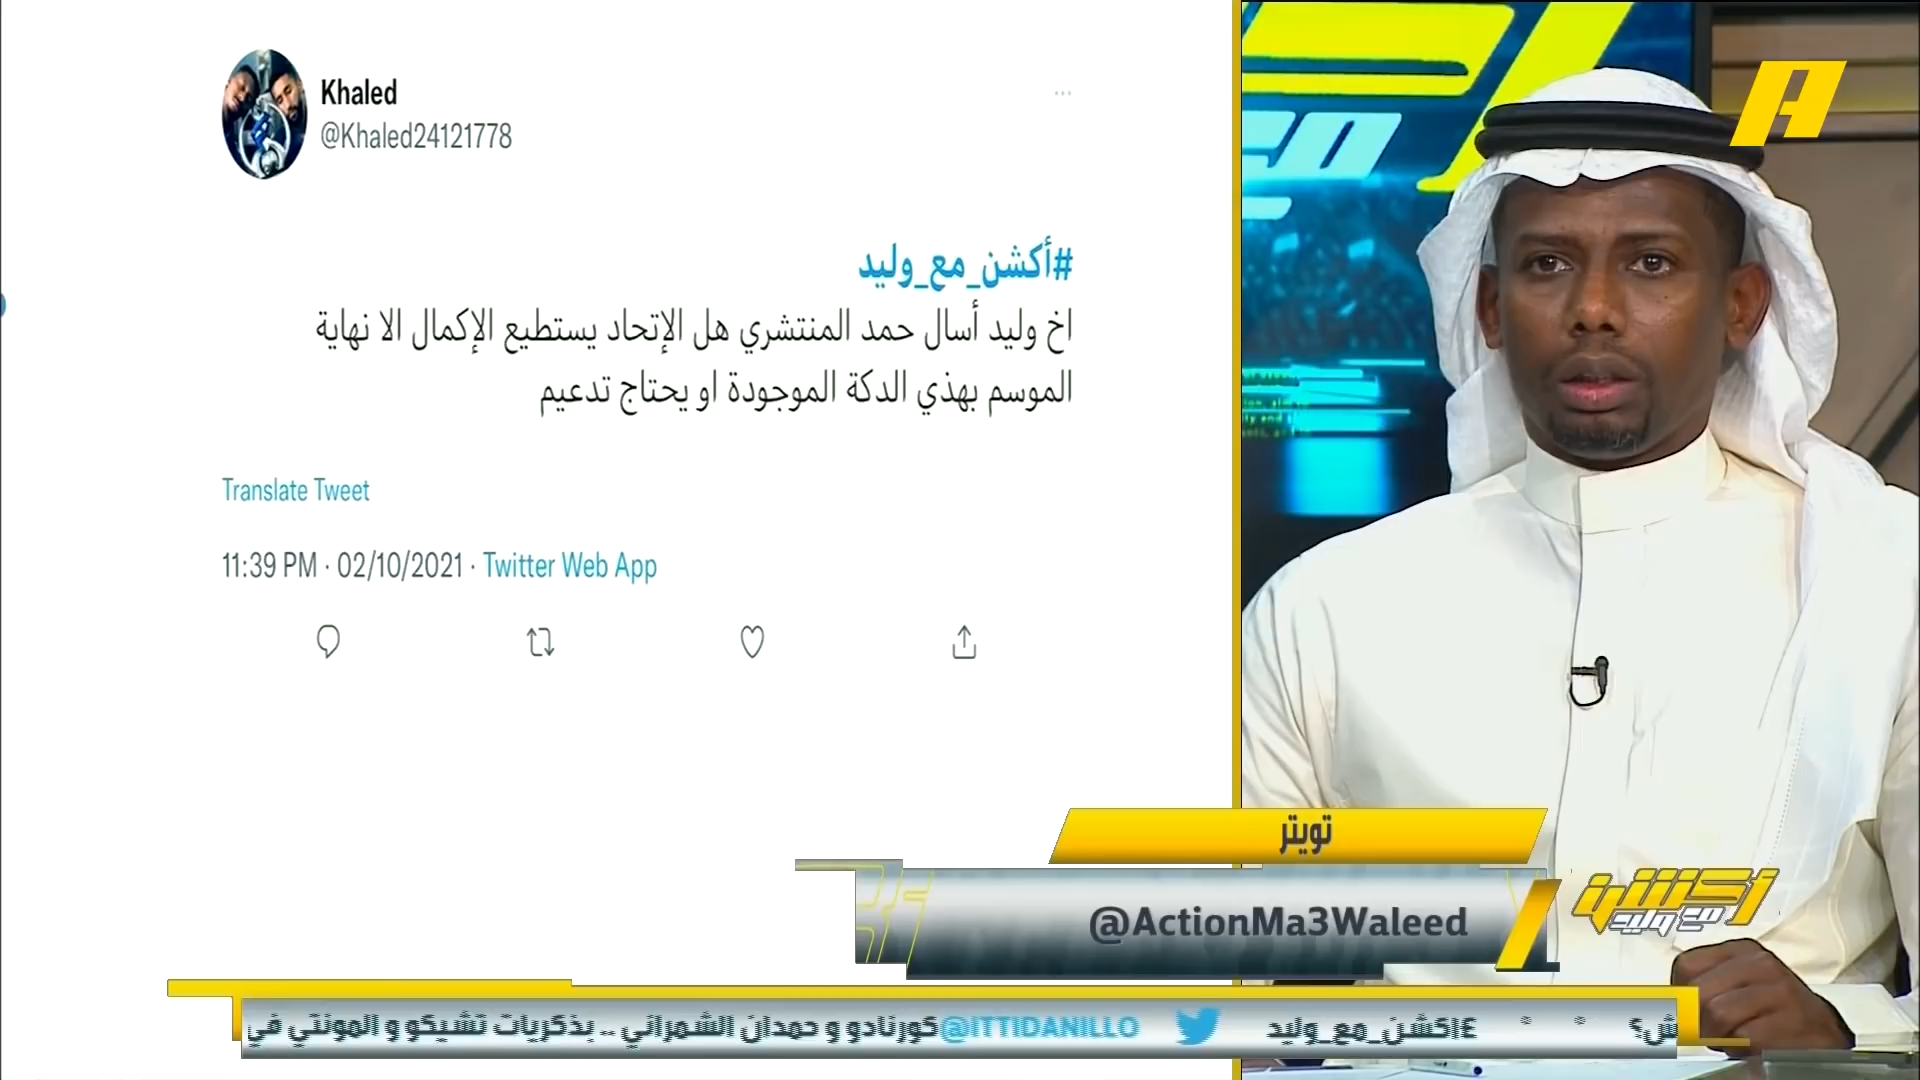 Khaled
@Khaled24121778
#أكشن_مع_وليد
اخ وليد أسال حمد المنتشري هل الإتحاد يستطيع الإكمال الا نهاية
الموسم بهذي الدكة الموجودة او يحتاج تدعيم
Translate Tweet
11:39 PM · 02/10/2021 · Twitter Web App
تويتر
@ActionMa3Waleed
أكشن
مع وليد
ش؟ * * #اكشن_مع_وليد @ITTIDANILLO كورنادو و حمدان الشمراني .. بذكريات تشيكو و المونتي في